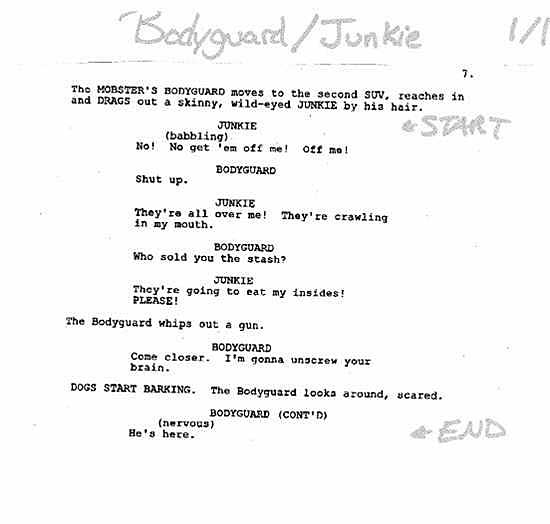 Bodyguard/Junkie 1/1
7.
The MOBSTER'S BODYGUARD moves to the second SUV, reaches in
and DRAGS out a skinny, wild-eyed JUNKIE by his hair.
JUNKIE
← START
(babbling)
No! No get 'em off me! Off me!
BODYGUARD
Shut up.
JUNKIE
They're all over me! They're crawling
in my mouth.
BODYGUARD
Who sold you the stash?
JUNKIE
They're going to eat my insides!
PLEASE!
The Bodyguard whips out a gun.
BODYGUARD
Come closer. I'm gonna unscrew your
brain.
DOGS START BARKING. The Bodyguard looks around, scared.
BODYGUARD (CONT'D)
(nervous)
He's here.
← END